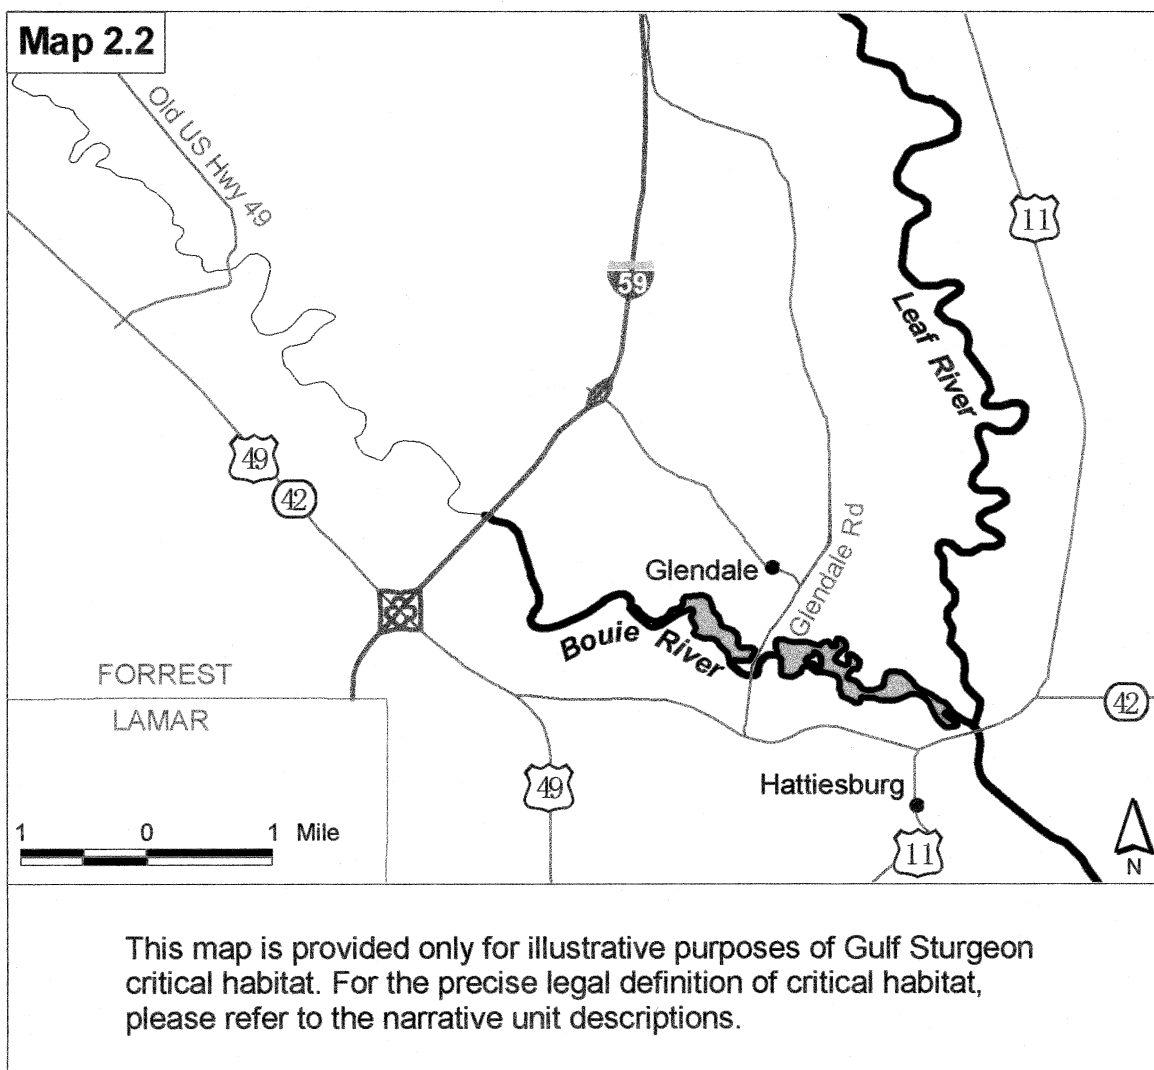 Map 2.2
Old US Hwy 49
11
59
Leaf River
49
42
Glendale
Glendale Rd
Bouie River
FORREST
LAMAR
42
49
Hattiesburg
1 0 1 Mile
11
N
This map is provided only for illustrative purposes of Gulf Sturgeon
critical habitat. For the precise legal definition of critical habitat,
please refer to the narrative unit descriptions.